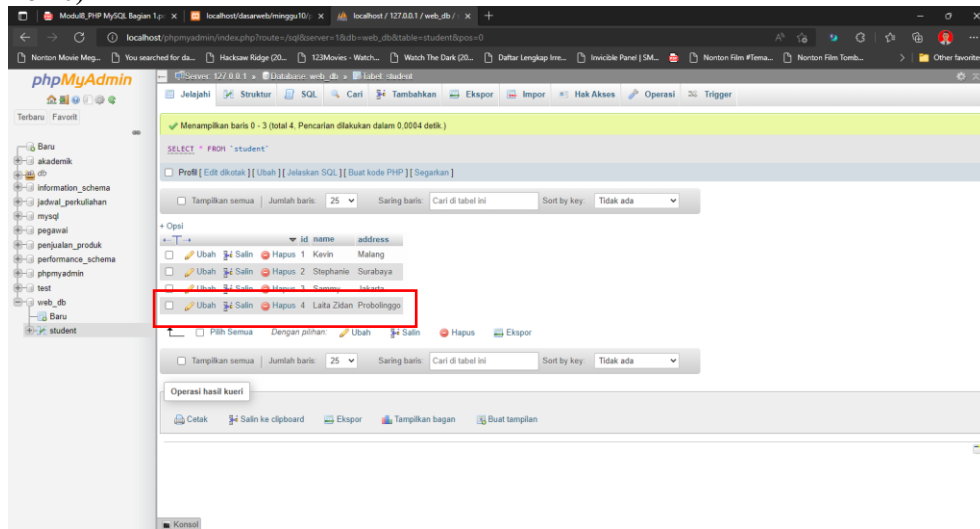 Modul8_PHP MySQL Bagian 1.p
localhost/dasarweb/minggu10/
localhost / 127.0.0.1 / web_db / s
localhost/phpmyadmin/index.php?route=/sql&server=1&db=web_db&table=student&pos=0
Norton Movie Meg...
You searched for da...
Hacksaw Ridge (20...
123Movies - Watch...
Watch The Dark (20...
Daftar Lengkap Irre...
Invicible Panel | SM...
Norton Film #Tema...
Norton Film Tomb...
Other favorite
phpMyAdmin
Terbaru Favorit
Baru
akademik
db
information_schema
jadwal_perkuliahan
mysql
pegawai
penjualan_produk
performance_schema
phpmyadmin
test
web_db
Baru
student
Server: 127.0.0.1 » Database: web_db » Tabel: student
Jelajahi Struktur SQL Cari Tambahkan Ekspor Impor Hak Akses Operasi Trigger
Menampilkan baris 0 - 3 (total 4, Pencarian dilakukan dalam 0,0004 detik.)
SELECT * FROM `student`
Profil [ Edit dikotak ] [ Ubah ] [ Jelaskan SQL ] [ Buat kode PHP ] [ Segarkan ]
Tampilkan semua | Jumlah baris: 25 Saring baris: Cari di tabel ini Sort by key: Tidak ada
+ Opsi
←T→ id name address
Ubah Salin Hapus 1 Kevin Malang
Ubah Salin Hapus 2 Stephanie Surabaya
Ubah Salin Hapus 3 Sammy Jakarta
Ubah Salin Hapus 4 Laita Zidan Probolinggo
Pilih Semua Dengan pilihan: Ubah Salin Hapus Ekspor
Tampilkan semua | Jumlah baris: 25 Saring baris: Cari di tabel ini Sort by key: Tidak ada
Operasi hasil kueri
Cetak Salin ke clipboard Ekspor Tampilkan bagan Buat tampilan
Konsol